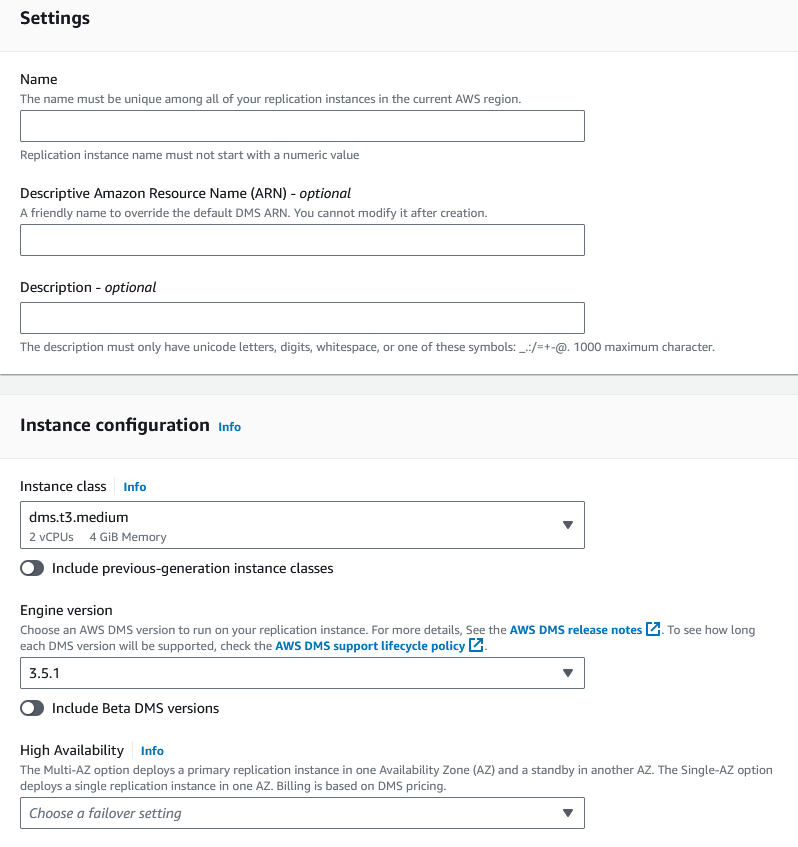 Settings
Name
The name must be unique among all of your replication instances in the current AWS region.
Replication instance name must not start with a numeric value
Descriptive Amazon Resource Name (ARN) - optional
A friendly name to override the default DMS ARN. You cannot modify it after creation.
Description - optional
The description must only have unicode letters, digits, whitespace, or one of these symbols: _.:/=+-@. 1000 maximum character.
Instance configuration Info
Instance class Info
dms.t3.medium
2 vCPUs 4 GiB Memory
Include previous-generation instance classes
Engine version
Choose an AWS DMS version to run on your replication instance. For more details, See the AWS DMS release notes. To see how long
each DMS version will be supported, check the AWS DMS support lifecycle policy.
3.5.1
Include Beta DMS versions
High Availability Info
The Multi-AZ option deploys a primary replication instance in one Availability Zone (AZ) and a standby in another AZ. The Single-AZ option
deploys a single replication instance in one AZ. Billing is based on DMS pricing.
Choose a failover setting